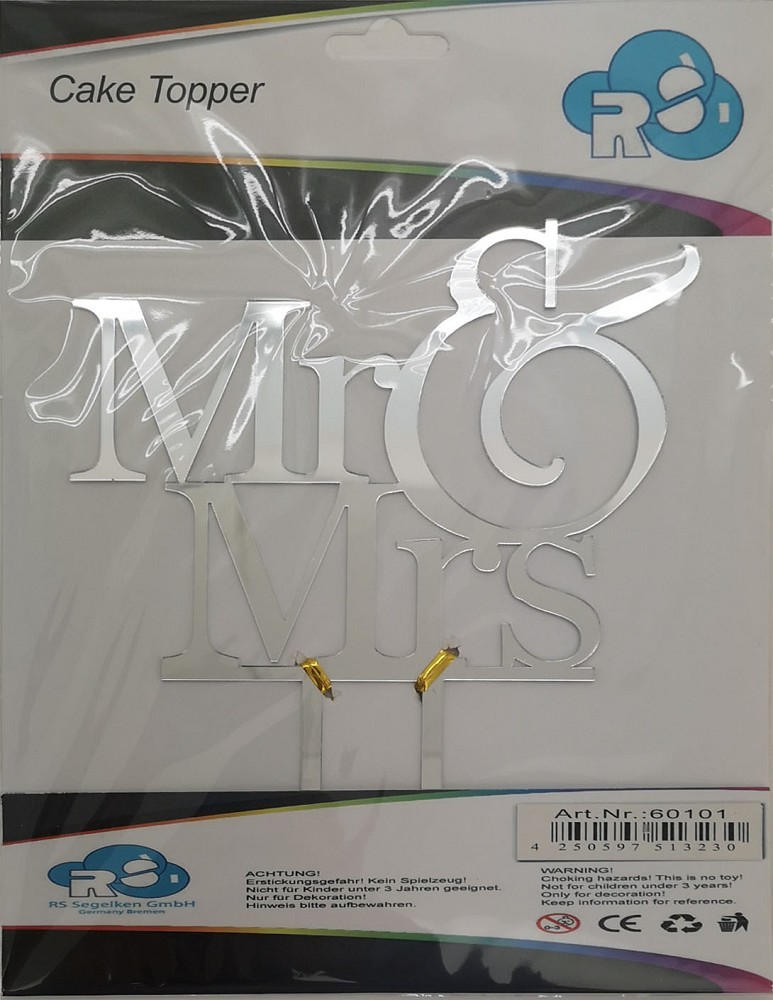 Cake Topper
RS
Mr &
Mrs
Art.Nr.:60101
4 250597 513230
RS
RS Segelken GmbH
Germany Bremen
ACHTUNG!
Erstickungsgefahr! Kein Spielzeug!
Nicht für Kinder unter 3 Jahren geeignet.
Nur für Dekoration!
Hinweis bitte aufbewahren.
WARNING!
Choking hazards! This is no toy!
Not for children under 3 years!
Only for decoration!
Keep information for reference.
0-3
CE